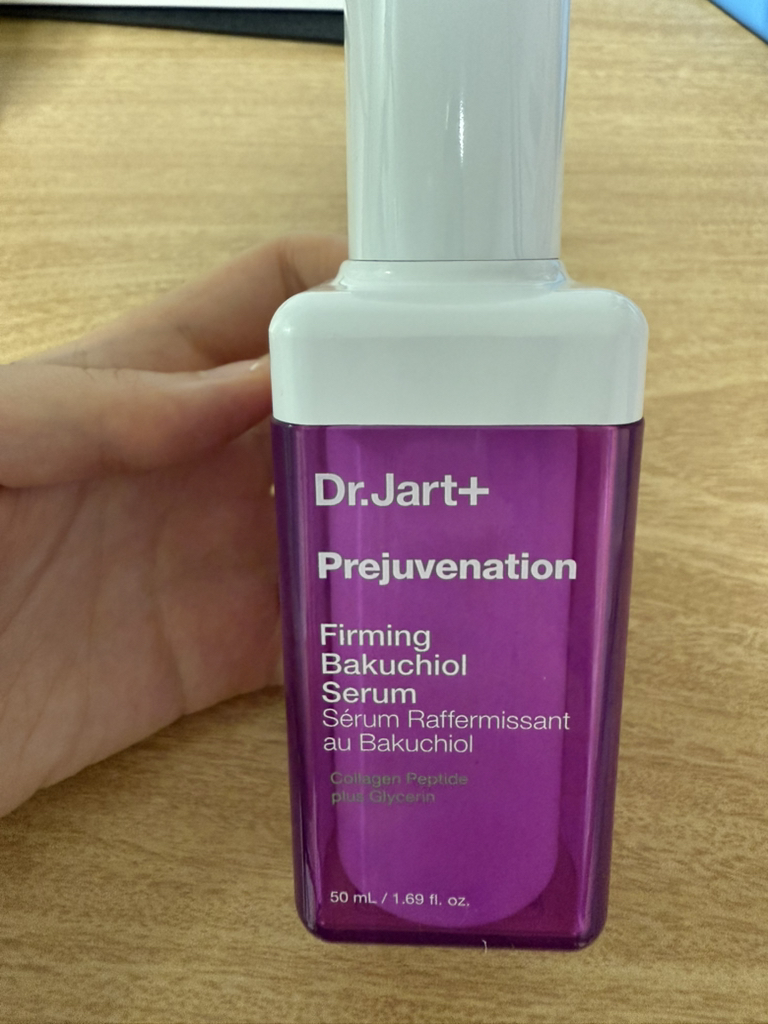 Dr.Jart+
Prejuvenation
Firming
Bakuchiol
Serum
Sérum Raffermissant
au Bakuchiol
Collagen Peptide
plus Glycerin
50 mL / 1.69 fl. oz.